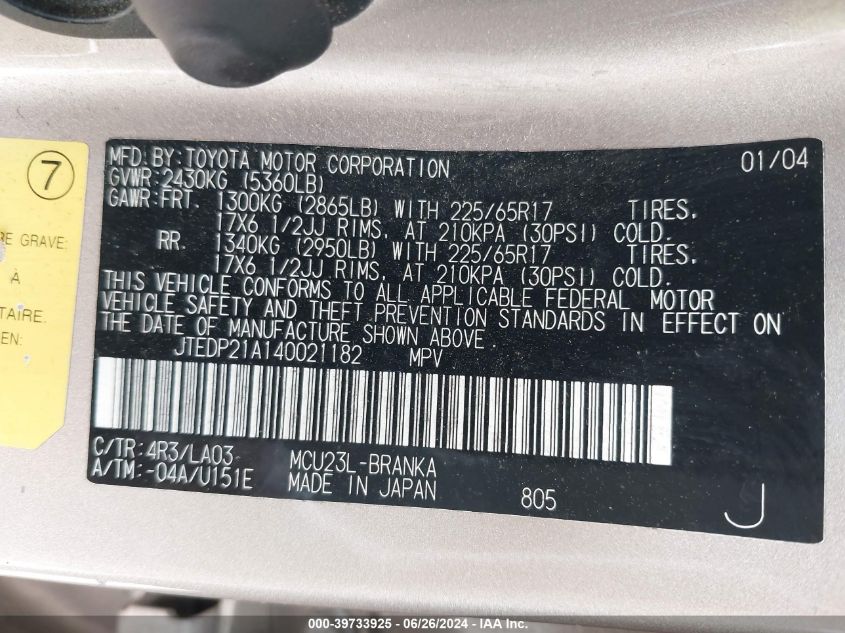 7
RE GRAVE:
À
TAIRE.
EN:
MFD.BY:TOYOTA MOTOR CORPORATION 01/04
GVWR:2430KG (5360LB)
GAWR:FRT. 1300KG (2865LB) WITH 225/65R17 TIRES.
17X6 1/2JJ RIMS, AT 210KPA (30PSI) COLD.
RR. 1340KG (2950LB) WITH 225/65R17 TIRES.
17X6 1/2JJ RIMS, AT 210KPA (30PSI) COLD.
THIS VEHICLE CONFORMS TO ALL APPLICABLE FEDERAL MOTOR
VEHICLE SAFETY AND THEFT PREVENTION STANDARDS IN EFFECT ON
THE DATE OF MANUFACTURE SHOWN ABOVE.
JTEDP21A140021182 MPV
C/TR:4R3/LA03 MCU23L-BRANKA
A/TM:-04A/U151E MADE IN JAPAN 805
J
000-39733925 - 06/26/2024 - IAA Inc.